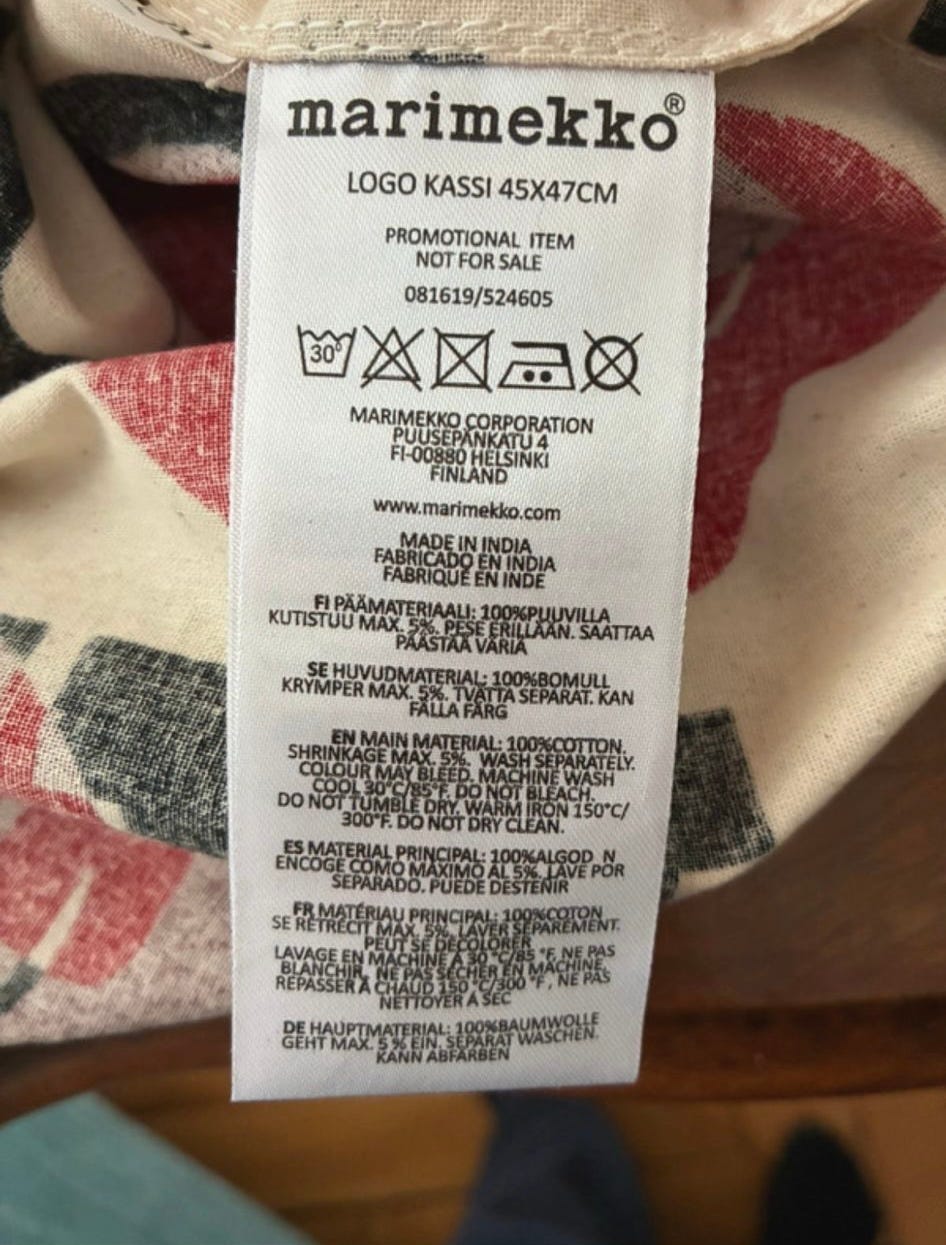 marimekko®
LOGO KASSI 45X47CM
PROMOTIONAL ITEM
NOT FOR SALE
081619/524605
30°
MARIMEKKO CORPORATION
PUUSEPÄNKATU 4
FI-00880 HELSINKI
FINLAND
www.marimekko.com
MADE IN INDIA
FABRICADO EN INDIA
FABRIQUÉ EN INDE
FI PÄÄMATERIAALI: 100%PUUVILLA
KUTISTUU MAX. 5%. PESE ERILLÄÄN. SAATTAA
PÄÄSTÄÄ VÄRIÄ
SE HUVUDMATERIAL: 100%BOMULL
KRYMPER MAX. 5%. TVÄTTA SEPARAT. KAN
FÄLLA FÄRG
EN MAIN MATERIAL: 100%COTTON.
SHRINKAGE MAX. 5%. WASH SEPARATELY.
COLOUR MAY BLEED. MACHINE WASH
COOL 30°C/85°F. DO NOT BLEACH.
DO NOT TUMBLE DRY. WARM IRON 150°C/
300°F. DO NOT DRY CLEAN.
ES MATERIAL PRINCIPAL: 100%ALGOD N
ENCOGE COMO MÁXIMO AL 5%. LAVE POR
SEPARADO. PUEDE DESTEÑIR
FR MATÉRIAU PRINCIPAL: 100%COTON
SE RÉTRÉCIT MAX. 5%. LAVER SÉPARÉMENT.
PEUT SE DÉCOLORER
LAVAGE EN MACHINE À 30 °C/85 °F, NE PAS
BLANCHIR, NE PAS SÉCHER EN MACHINE,
REPASSER À CHAUD 150 °C/300 °F, NE PAS
NETTOYER À SEC
DE HAUPTMATERIAL: 100%BAUMWOLLE
GEHT MAX. 5 % EIN. SEPARAT WASCHEN.
KANN ABFÄRBEN